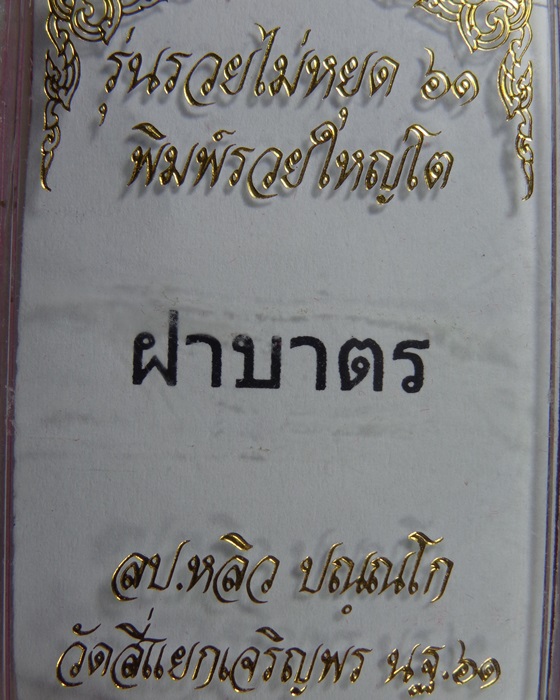 รุ่นรวยไม่หยุด ๖๑
พิมพ์รวยใหญ่โต
ฝาบาตร
ลป.หลิว ปณฺณโก
วัดสี่แยกเจริญพร นฐ.๖๑